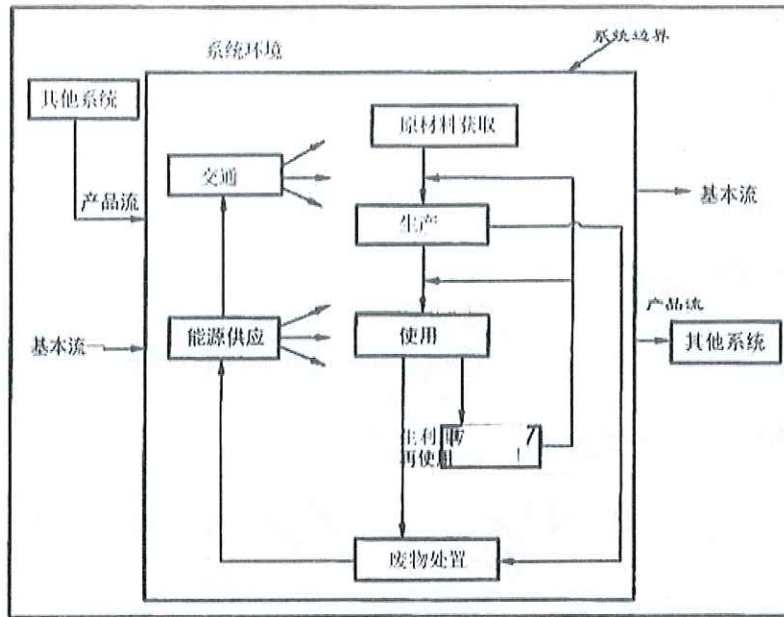 系统环境
系统边界
其他系统
原材料获取
交通
产品流
基本流
生产
产品流
能源供应
使用
基本流
其他系统
生利
再使用
废物处置